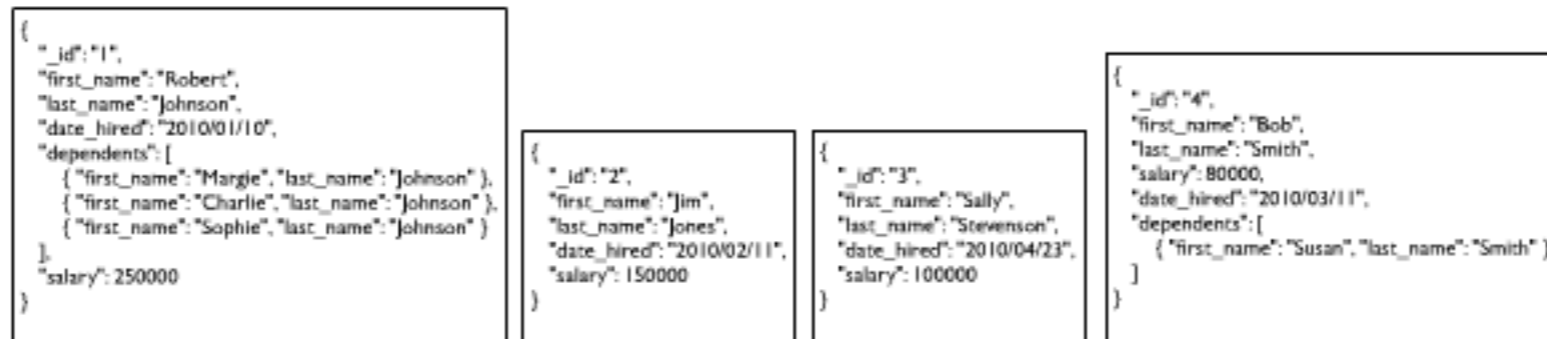 {
"_id": "1",
"first_name": "Robert",
"last_name": "Johnson",
"date_hired": "2010/01/10",
"dependents": [
{ "first_name": "Margie", "last_name": "Johnson" },
{ "first_name": "Charlie", "last_name": "Johnson" },
{ "first_name": "Sophie", "last_name": "Johnson" }
],
"salary": 250000
}
{
"_id": "2",
"first_name": "Jim",
"last_name": "Jones",
"date_hired": "2010/02/11",
"salary": 150000
}
{
"_id": "3",
"first_name": "Sally",
"last_name": "Stevenson",
"date_hired": "2010/04/23",
"salary": 100000
}
{
"_id": "4",
"first_name": "Bob",
"last_name": "Smith",
"salary": 80000,
"date_hired": "2010/03/11",
"dependents": [
{ "first_name": "Susan", "last_name": "Smith" }
]
}